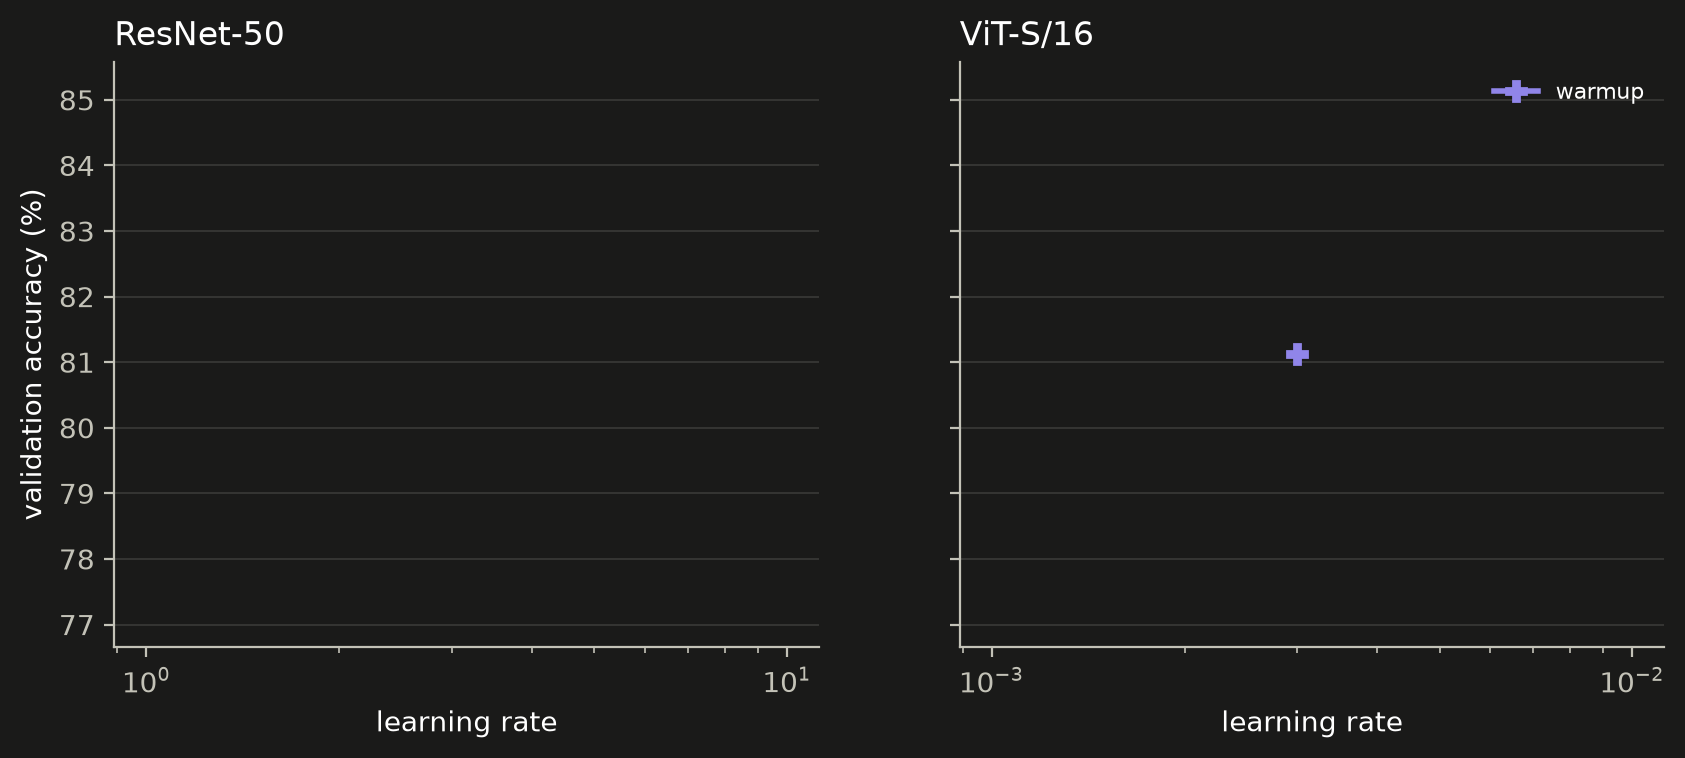 ResNet-50
ViT-S/16
warmup
validation accuracy (%)
85
84
83
82
81
80
79
78
77
10⁰
10¹
10⁻³
10⁻²
learning rate
learning rate